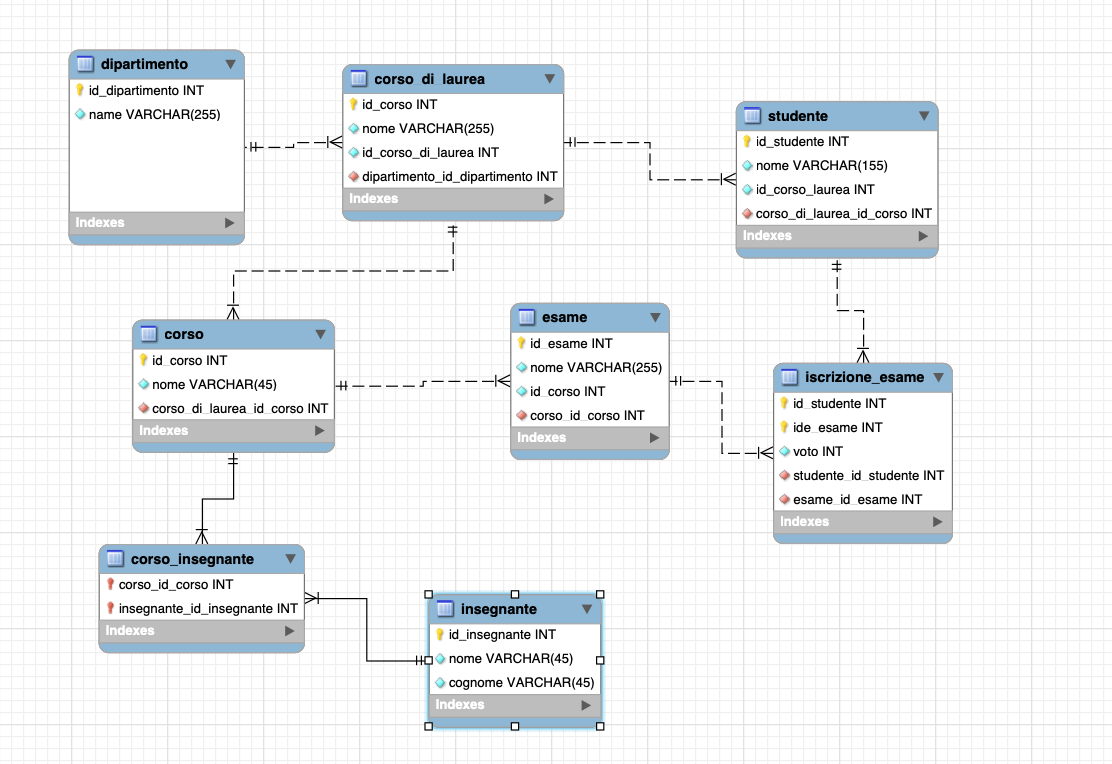 dipartimento
id_dipartimento INT
name VARCHAR(255)
Indexes
corso_di_laurea
id_corso INT
nome VARCHAR(255)
id_corso_di_laurea INT
dipartimento_id_dipartimento INT
Indexes
studente
id_studente INT
nome VARCHAR(155)
id_corso_laurea INT
corso_di_laurea_id_corso INT
Indexes
corso
id_corso INT
nome VARCHAR(45)
corso_di_laurea_id_corso INT
Indexes
esame
id_esame INT
nome VARCHAR(255)
id_corso INT
corso_id_corso INT
Indexes
iscrizione_esame
id_studente INT
ide_esame INT
voto INT
studente_id_studente INT
esame_id_esame INT
Indexes
corso_insegnante
corso_id_corso INT
insegnante_id_insegnante INT
Indexes
insegnante
id_insegnante INT
nome VARCHAR(45)
cognome VARCHAR(45)
Indexes